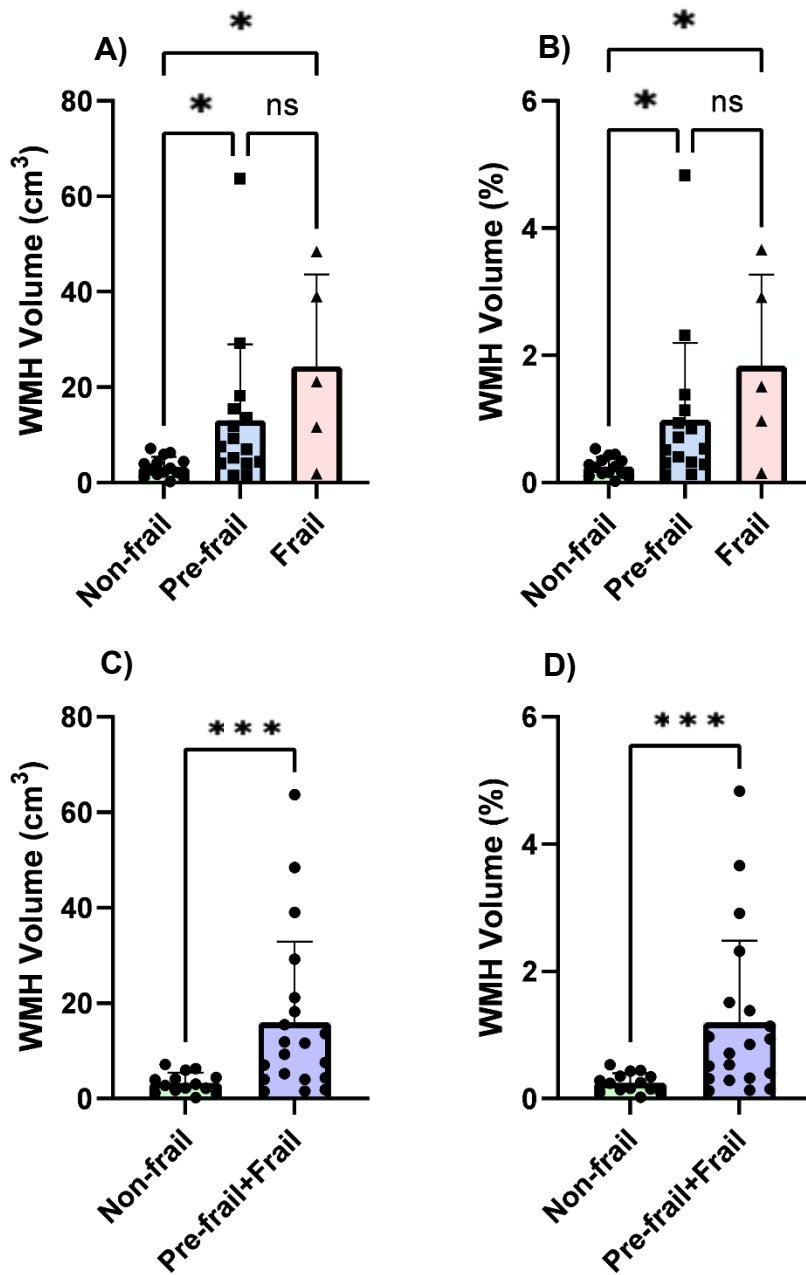 A)
*
*
ns
WMH Volume (cm³)
80
60
40
20
0
Non-frail
Pre-frail
Frail
B)
*
*
ns
WMH Volume (%)
6
4
2
0
Non-frail
Pre-frail
Frail
C)
***
WMH Volume (cm³)
80
60
40
20
0
Non-frail
Pre-frail+Frail
D)
***
WMH Volume (%)
6
4
2
0
Non-frail
Pre-frail+Frail